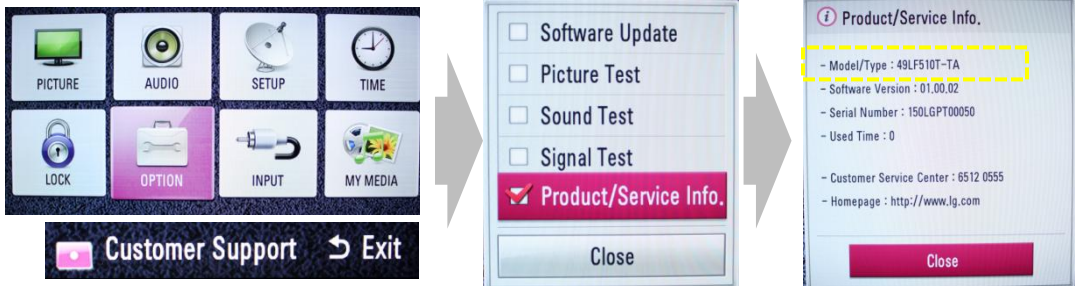 PICTURE
AUDIO
SETUP
TIME
LOCK
OPTION
INPUT
MY MEDIA
Customer Support
Exit
Software Update
Picture Test
Sound Test
Signal Test
Product/Service Info.
Close
i Product/Service Info.
- Model/Type : 49LF510T-TA
- Software Version : 01.00.02
- Serial Number : 150LGPT00050
- Used Time : 0
- Customer Service Center : 6512 0555
- Homepage : http://www.lg.com
Close